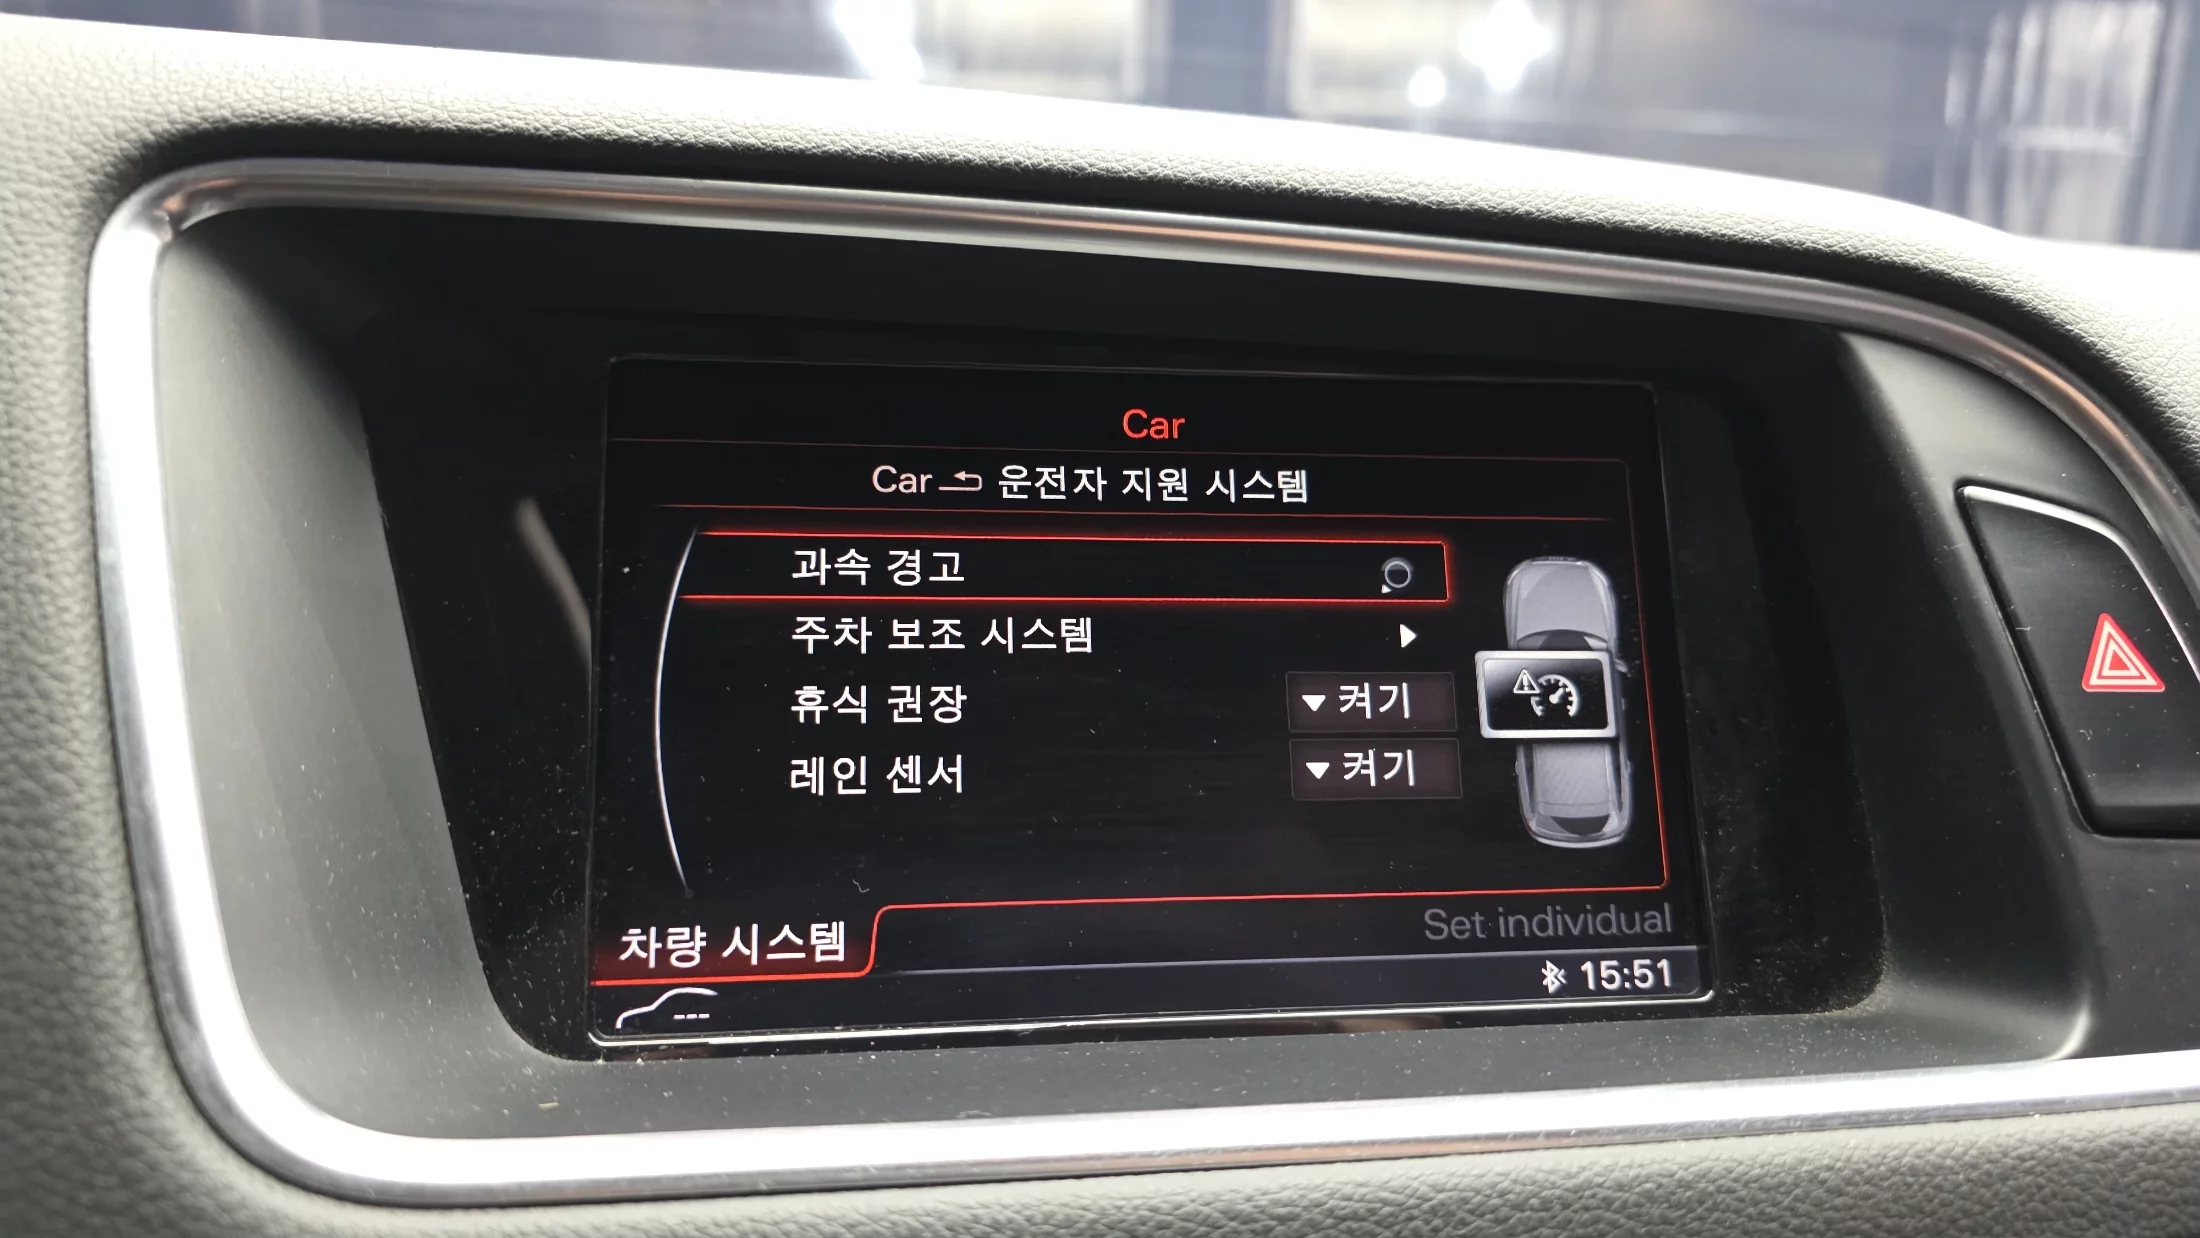 Car
Car 운전자 지원 시스템
과속 경고
주차 보조 시스템
휴식 권장 켜기
레인 센서 켜기
Set individual
차량 시스템
15:51
---